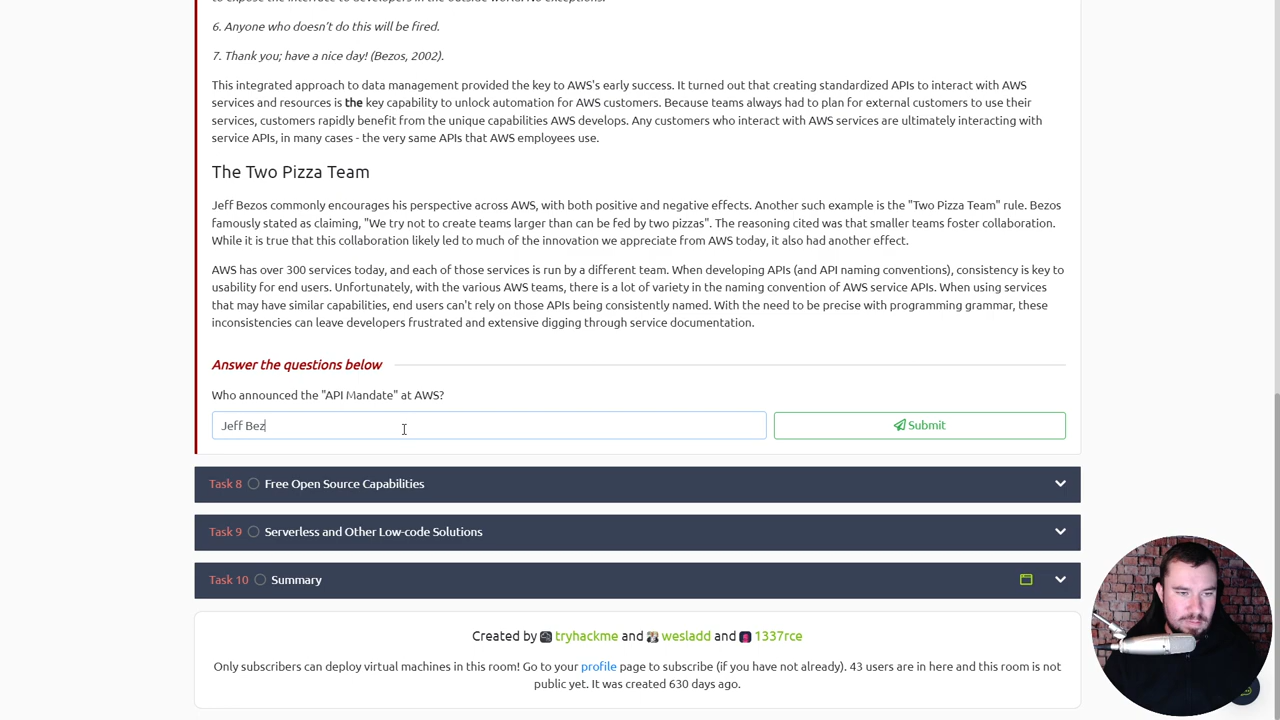 6. Anyone who doesn't do this will be fired.
7. Thank you; have a nice day! (Bezos, 2002).
This integrated approach to data management provided the key to AWS's early success. It turned out that creating standardized APIs to interact with AWS
services and resources is the key capability to unlock automation for AWS customers. Because teams always had to plan for external customers to use their
services, customers rapidly benefit from the unique capabilities AWS develops. Any customers who interact with AWS services are ultimately interacting with
service APIs, in many cases - the very same APIs that AWS employees use.
The Two Pizza Team
Jeff Bezos commonly encourages his perspective across AWS, with both positive and negative effects. Another such example is the "Two Pizza Team" rule. Bezos
famously stated as claiming, "We try not to create teams larger than can be fed by two pizzas". The reasoning cited was that smaller teams foster collaboration.
While it is true that this collaboration likely led to much of the innovation we appreciate from AWS today, it also had another effect.
AWS has over 300 services today, and each of those services is run by a different team. When developing APIs (and API naming conventions), consistency is key to
usability for end users. Unfortunately, with the various AWS teams, there is a lot of variety in the naming convention of AWS service APIs. When using services
that may have similar capabilities, end users can't rely on those APIs being consistently named. With the need to be precise with programming grammar, these
inconsistencies can leave developers frustrated and extensive digging through service documentation.
Answer the questions below
Who announced the "API Mandate" at AWS?
Jeff Bez
Submit
Task 8 Free Open Source Capabilities
Task 9 Serverless and Other Low-code Solutions
Task 10 Summary
Created by tryhackme and wesladd and 1337rce
Only subscribers can deploy virtual machines in this room! Go to your profile page to subscribe (if you have not already). 43 users are in here and this room is not
public yet. It was created 630 days ago.